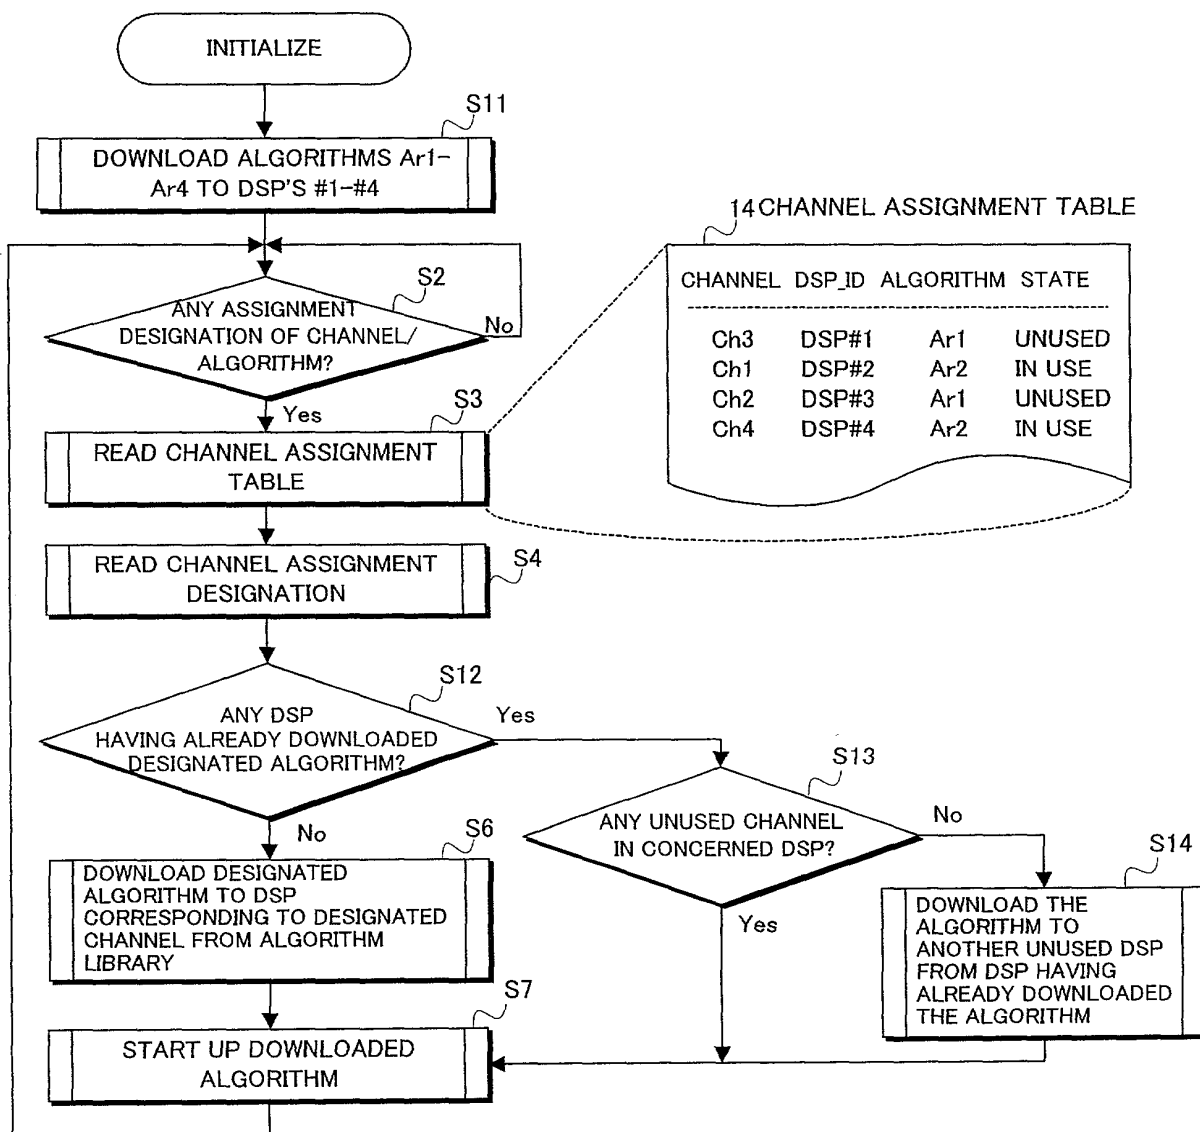 INITIALIZE
S11
DOWNLOAD ALGORITHMS Ar1-
Ar4 TO DSP'S #1-#4
14 CHANNEL ASSIGNMENT TABLE
CHANNEL DSP_ID ALGORITHM STATE
Ch3 DSP#1 Ar1 UNUSED
Ch1 DSP#2 Ar2 IN USE
Ch2 DSP#3 Ar1 UNUSED
Ch4 DSP#4 Ar2 IN USE
S2
ANY ASSIGNMENT
DESIGNATION OF CHANNEL/
ALGORITHM?
No
Yes
S3
READ CHANNEL ASSIGNMENT
TABLE
S4
READ CHANNEL ASSIGNMENT
DESIGNATION
S12
ANY DSP
HAVING ALREADY DOWNLOADED
DESIGNATED ALGORITHM?
Yes
No
S13
ANY UNUSED CHANNEL
IN CONCERNED DSP?
No
Yes
S6
DOWNLOAD DESIGNATED
ALGORITHM TO DSP
CORRESPONDING TO DESIGNATED
CHANNEL FROM ALGORITHM
LIBRARY
S14
DOWNLOAD THE
ALGORITHM TO
ANOTHER UNUSED DSP
FROM DSP HAVING
ALREADY DOWNLOADED
THE ALGORITHM
S7
START UP DOWNLOADED
ALGORITHM